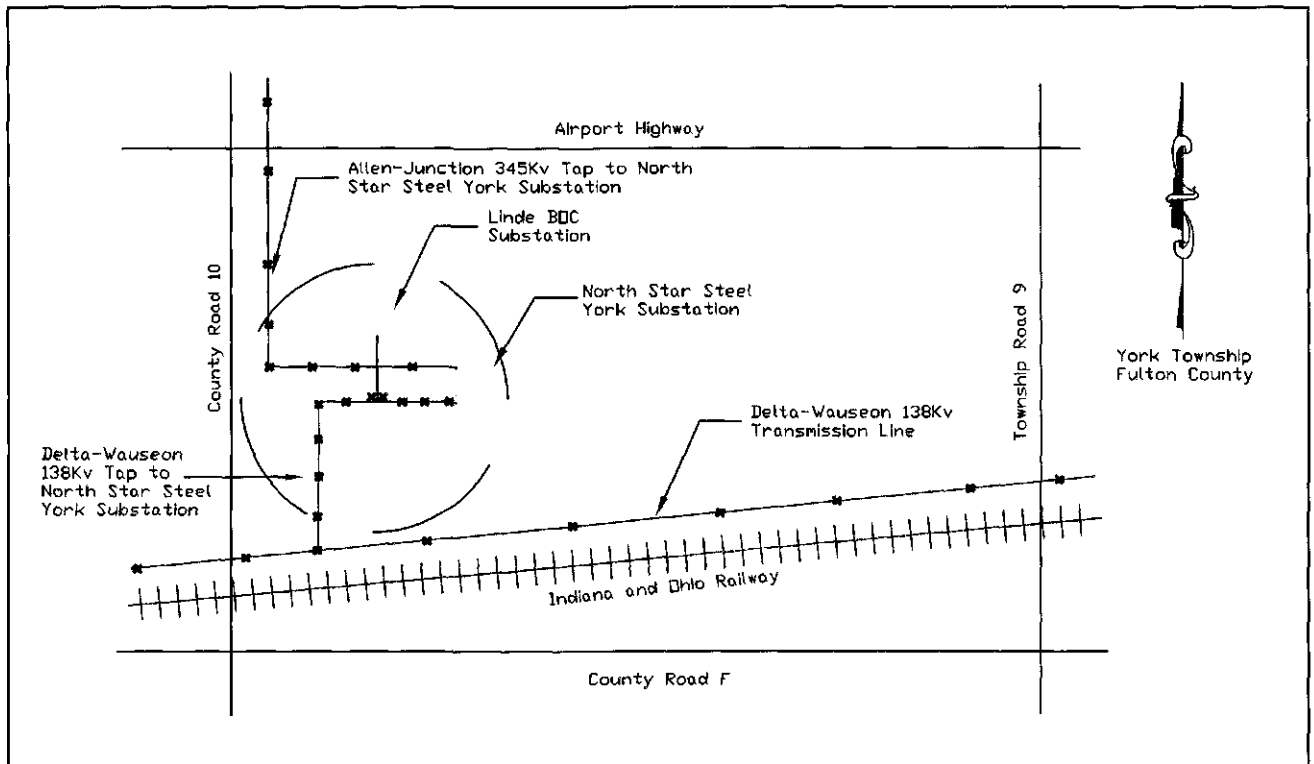 Airport Highway
Allen-Junction 345Kv Tap to North
Star Steel York Substation
Linde BOC
Substation
County Road 10
North Star Steel
York Substation
Township Road 9
York Township
Fulton County
Delta-Wauseon 138Kv
Transmission Line
Delta-Wauseon
138Kv Tap to
North Star Steel
York Substation
Indiana and Ohio Railway
County Road F